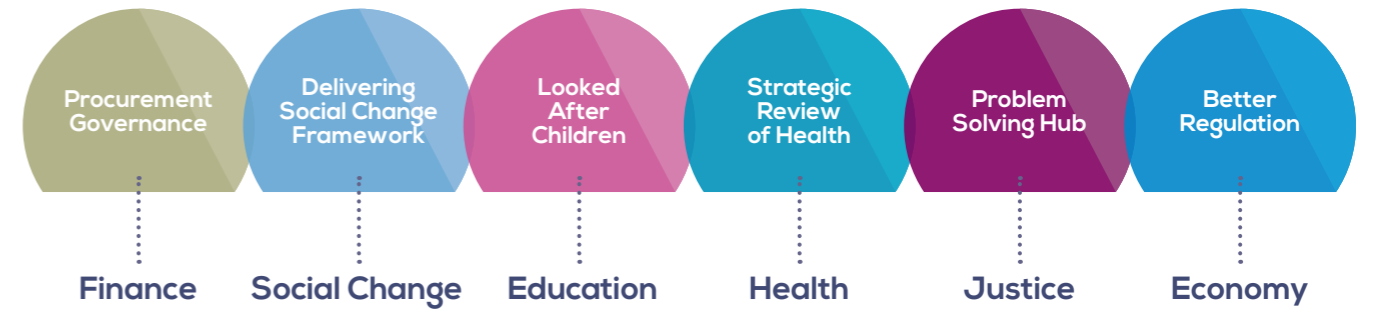 Procurement
Governance
Delivering
Social Change
Framework
Looked
After
Children
Strategic
Review
of Health
Problem
Solving Hub
Better
Regulation
Finance
Social Change
Education
Health
Justice
Economy